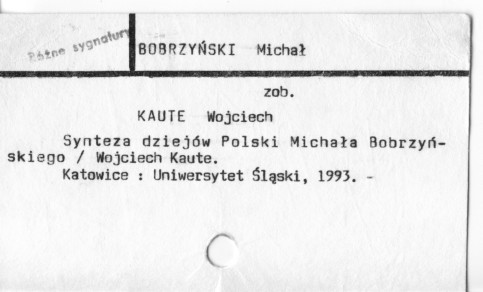 Różne sygnatury
BOBRZYŃSKI Michał
zob.
KAUTE Wojciech
Synteza dziejów Polski Michała Bobrzyń-
skiego / Wojciech Kaute.
Katowice : Uniwersytet Śląski, 1993. -